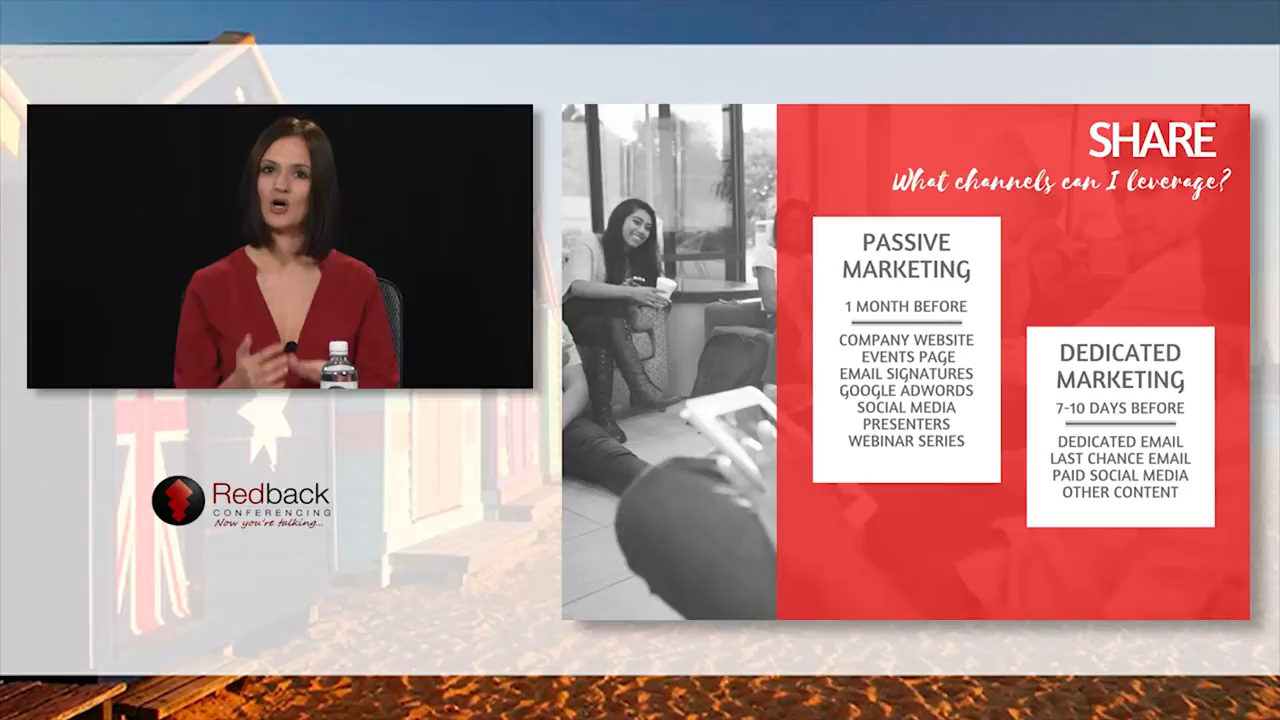 SHARE
What channels can I leverage?
PASSIVE
MARKETING
1 MONTH BEFORE
COMPANY WEBSITE
EVENTS PAGE
EMAIL SIGNATURES
GOOGLE ADWORDS
SOCIAL MEDIA
PRESENTERS
WEBINAR SERIES
DEDICATED
MARKETING
7-10 DAYS BEFORE
DEDICATED EMAIL
LAST CHANCE EMAIL
PAID SOCIAL MEDIA
OTHER CONTENT
Redback
CONFERENCING
Now you're talking...